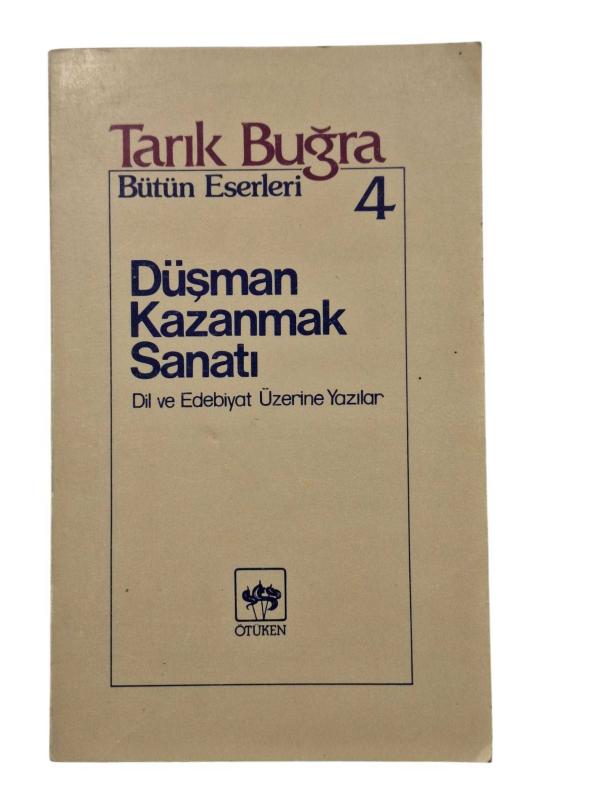 Tarık Buğra
Bütün Eserleri 4
Düşman
Kazanmak
Sanatı
Dil ve Edebiyat Üzerine Yazılar
ÖTÜKEN